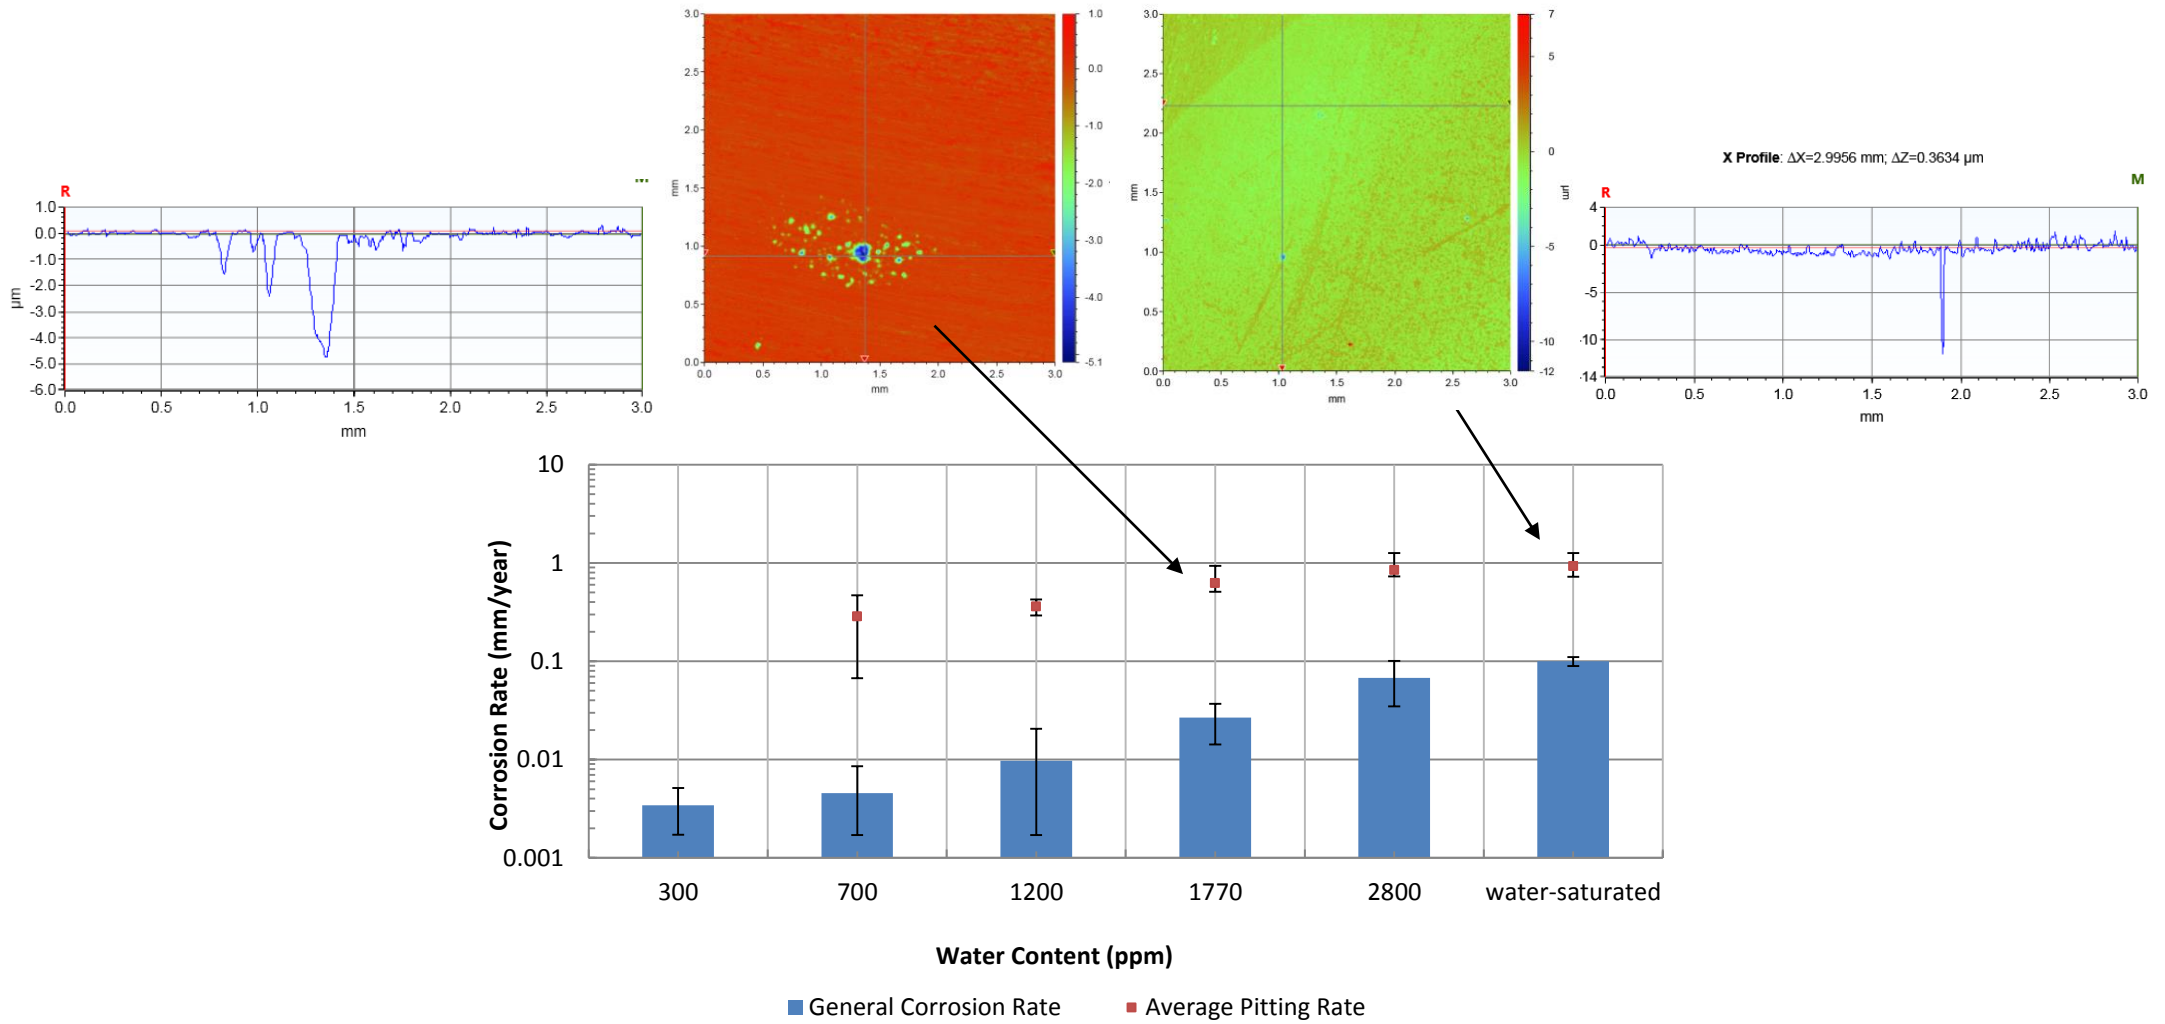 3.0
2.5
2.0
1.5
1.0
0.5
0.0
mm
0.0 0.5 1.0 1.5 2.0 2.5 3.0
mm
1.0
0.0
-1.0
-2.0
-3.0
-4.0
-5.1
3.0
2.5
2.0
1.5
1.0
0.5
0.0
mm
0.0 0.5 1.0 1.5 2.0 2.5 3.0
mm
7
5
0
-5
-10
-12
µm
R
M
1.0
0.0
-1.0
-2.0
-3.0
-4.0
-5.0
-6.0
µm
0.0 0.5 1.0 1.5 2.0 2.5 3.0
mm
X Profile: ΔX=2.9956 mm; ΔZ=0.3634 µm
R
M
4
0
-5
-10
-14
0.0 0.5 1.0 1.5 2.0 2.5 3.0
mm
Corrosion Rate (mm/year)
10
1
0.1
0.01
0.001
300 700 1200 1770 2800 water-saturated
Water Content (ppm)
General Corrosion Rate Average Pitting Rate